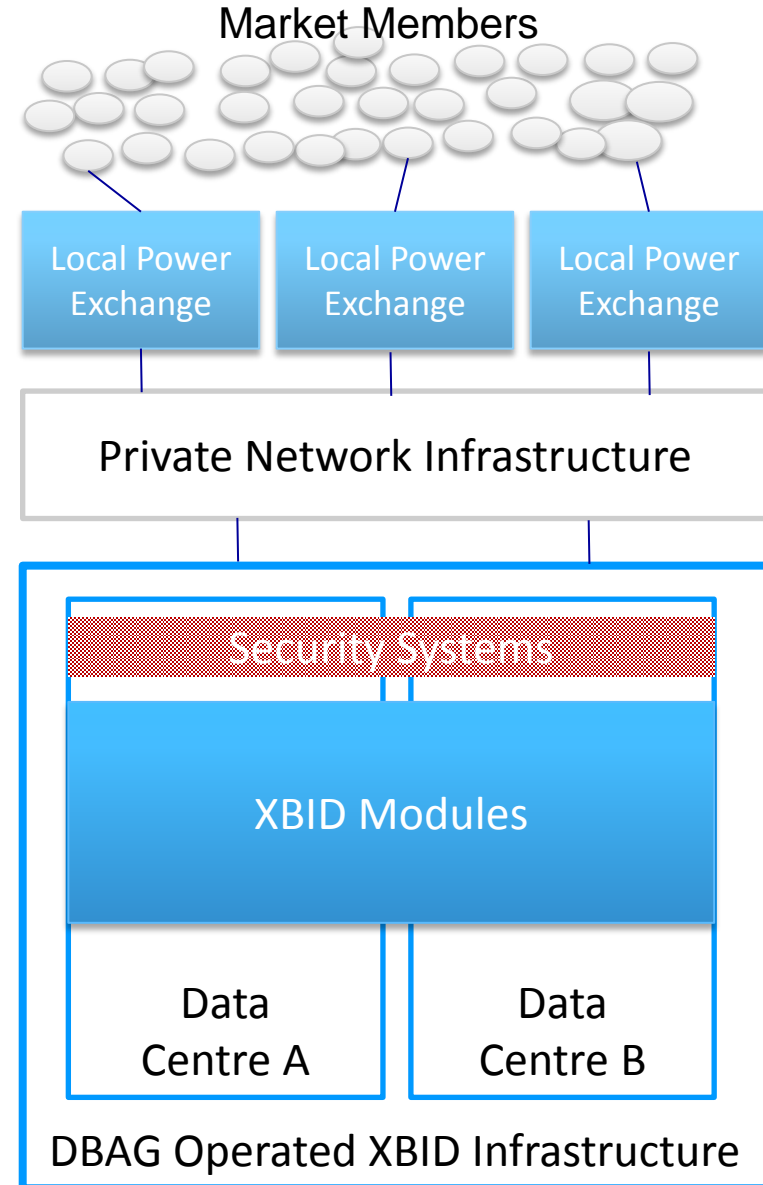 Market Members
Local Power
Exchange
Local Power
Exchange
Local Power
Exchange
Private Network Infrastructure
Security Systems
XBID Modules
Data
Centre A
Data
Centre B
DBAG Operated XBID Infrastructure